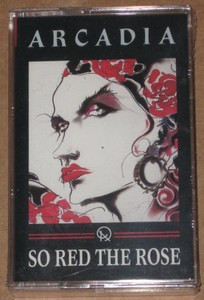 ARCADIA
SO RED THE ROSE